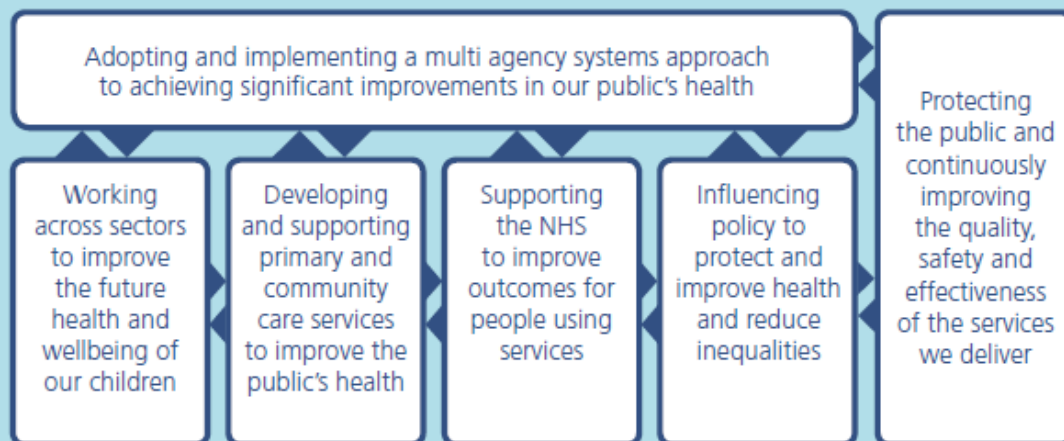 Adopting and implementing a multi agency systems approach
to achieving significant improvements in our public's health
Working
across sectors
to improve
the future
health and
wellbeing of
our children
Developing
and supporting
primary and
community
care services
to improve the
public's health
Supporting
the NHS
to improve
outcomes for
people using
services
Influencing
policy to
protect and
improve health
and reduce
inequalities
Protecting
the public and
continuously
improving
the quality,
safety and
effectiveness
of the services
we deliver